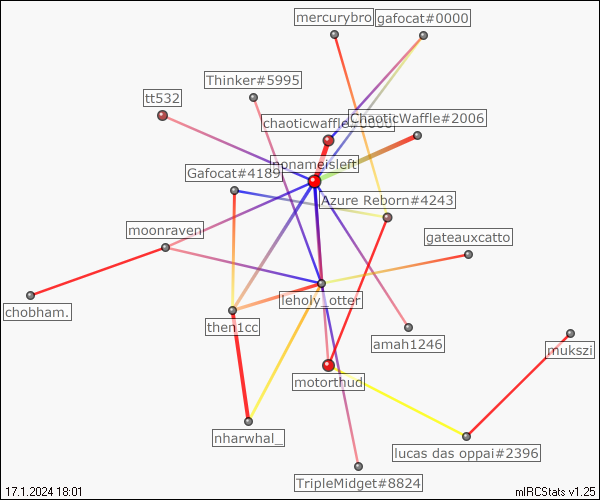 mercurybro
gafocat#0000
Thinker#5995
tt532
chaoticwaffle#0000
ChaoticWaffle#2006
nonameisleft
Gafocat#4189
Azure Reborn#4243
moonraven
gateauxcatto
leholy_otter
chobham.
then1cc
amah1246
mukszi
motorthud
nharwhal_
lucas das oppai#2396
TripleMidget#8824
17.1.2024 18:01
mIRCStats v1.25